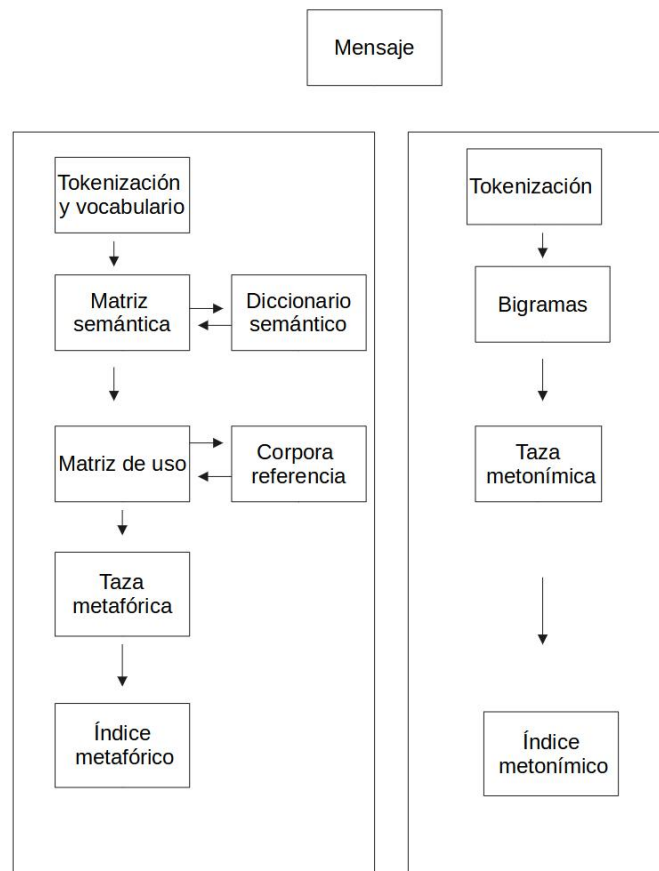 Mensaje
Tokenización
y vocabulario
Matriz
semántica
Diccionario
semántico
Matriz de uso
Corpora
referencia
Taza
metafórica
Índice
metafórico
Tokenización
Bigramas
Taza
metonímica
Índice
metonímico